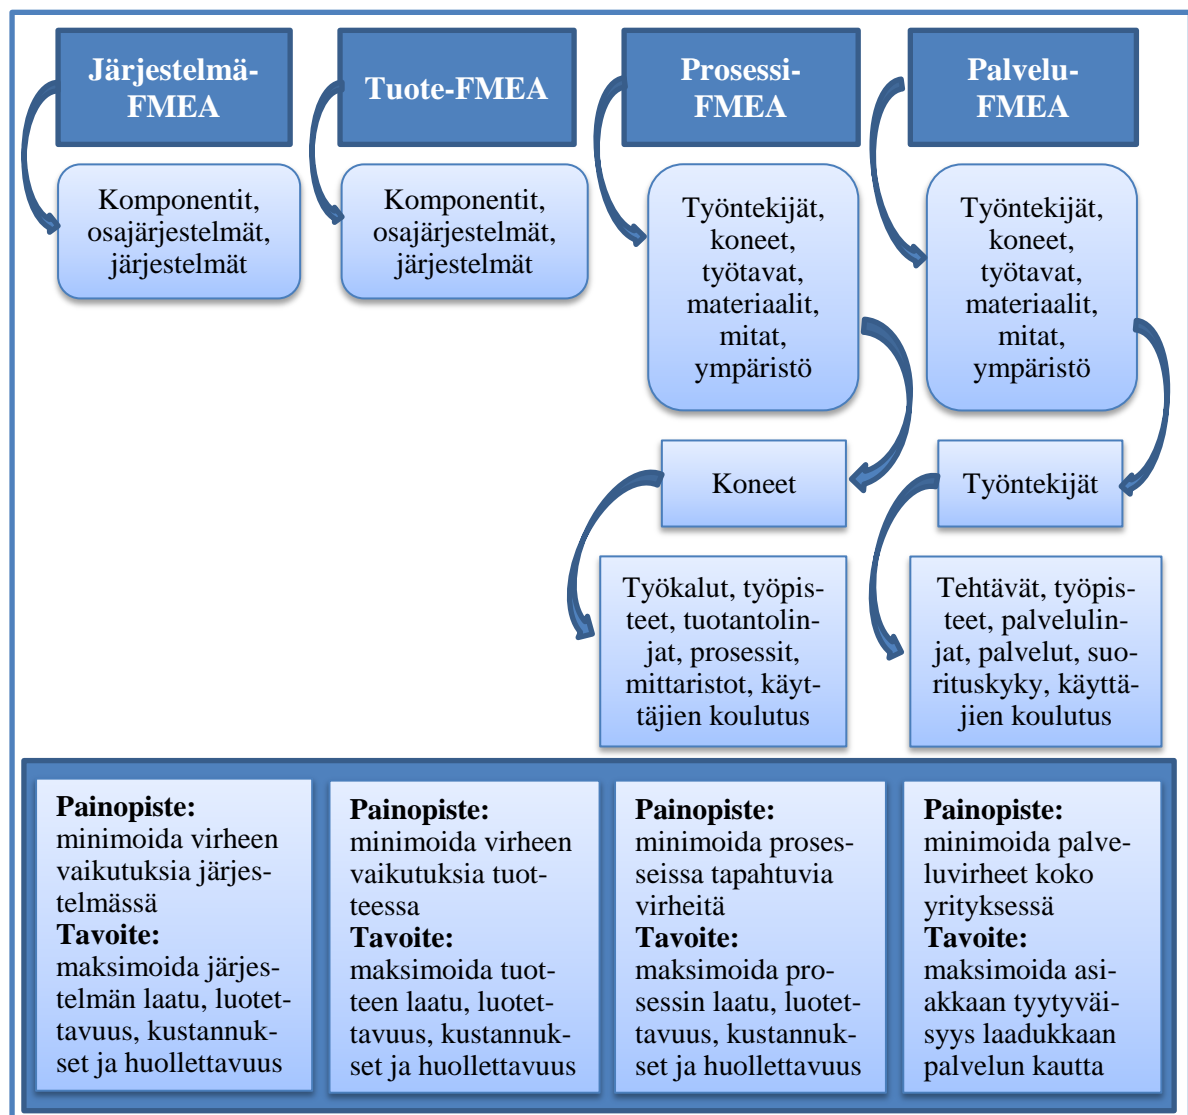 Järjestelmä-
FMEA
Tuote-FMEA
Prosessi-
FMEA
Palvelu-
FMEA
Komponentit,
osajärjestelmät,
järjestelmät
Komponentit,
osajärjestelmät,
järjestelmät
Työntekijät,
koneet,
työtavat,
materiaalit,
mitat,
ympäristö
Työntekijät,
koneet,
työtavat,
materiaalit,
mitat,
ympäristö
Koneet
Työntekijät
Työkalut, työpis-
teet, tuotantolin-
jat, prosessit,
mittaristot, käyt-
täjien koulutus
Tehtävät, työpis-
teet, palvelulin-
jat, palvelut, suo-
rituskyky, käyttä-
jien koulutus
Painopiste:
minimoida virheen
vaikutuksia järjes-
telmässä
Tavoite:
maksimoida järjes-
telmän laatu, luotet-
tavuus, kustannuk-
set ja huollettavuus
Painopiste:
minimoida virheen
vaikutuksia tuot-
teessa
Tavoite:
maksimoida tuot-
teen laatu, luotet-
tavuus, kustannuk-
set ja huollettavuus
Painopiste:
minimoida proses-
seissa tapahtuvia
virheitä
Tavoite:
maksimoida pro-
sessin laatu, luotet-
tavuus, kustannuk-
set ja huollettavuus
Painopiste:
minimoida palve-
luvirheet koko
yrityksessä
Tavoite:
maksimoida asi-
akkaan tyytyväi-
syys laadukkaan
palvelun kautta